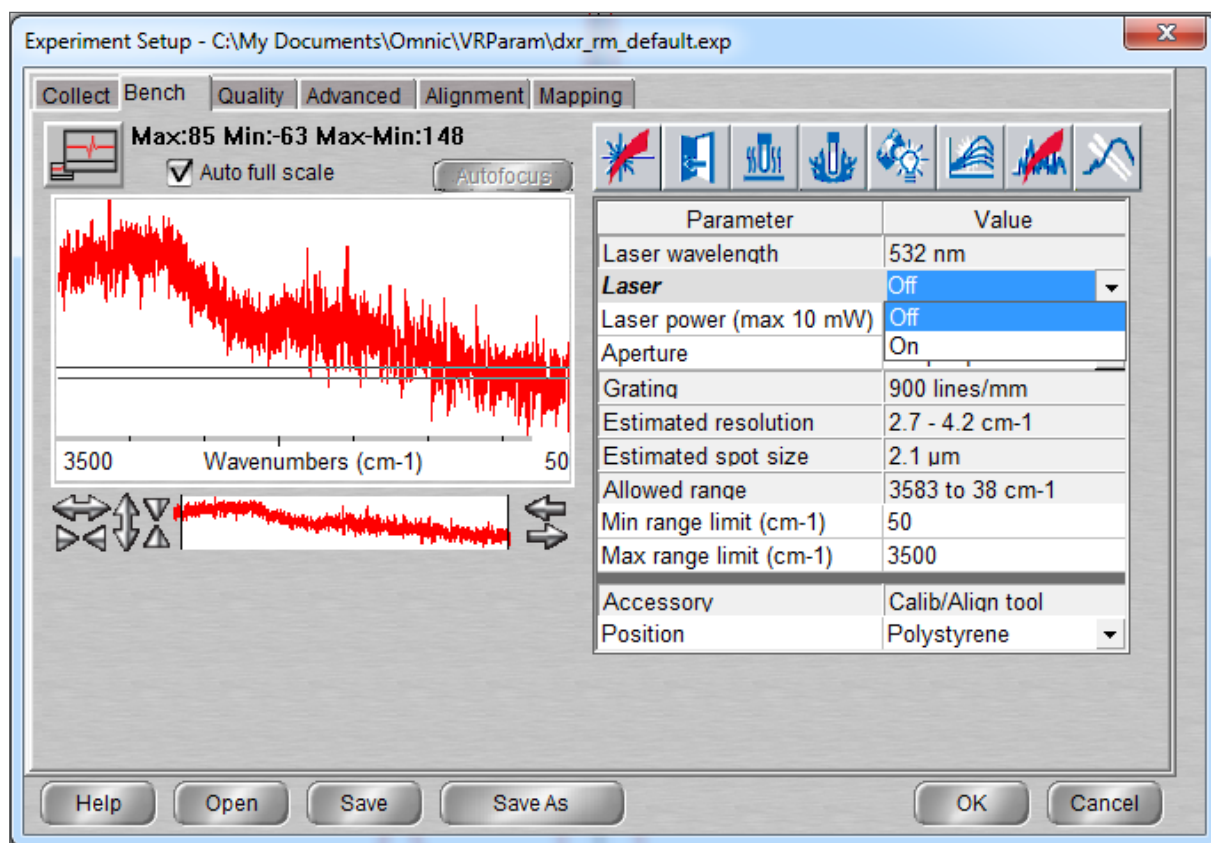 Experiment Setup - C:\My Documents\Omnic\VRParam\dxr_rm_default.exp
x
Collect Bench Quality Advanced Alignment Mapping
Max:85 Min:-63 Max-Min:148
Auto full scale
Autofocus
3500 Wavenumbers (cm-1) 50
Parameter Value
Laser wavelength 532 nm
Laser Off
Laser power (max 10 mW) Off
Aperture On
Grating 900 lines/mm
Estimated resolution 2.7 - 4.2 cm-1
Estimated spot size 2.1 µm
Allowed range 3583 to 38 cm-1
Min range limit (cm-1) 50
Max range limit (cm-1) 3500
Accessory Calib/Align tool
Position Polystyrene
Help Open Save Save As OK Cancel